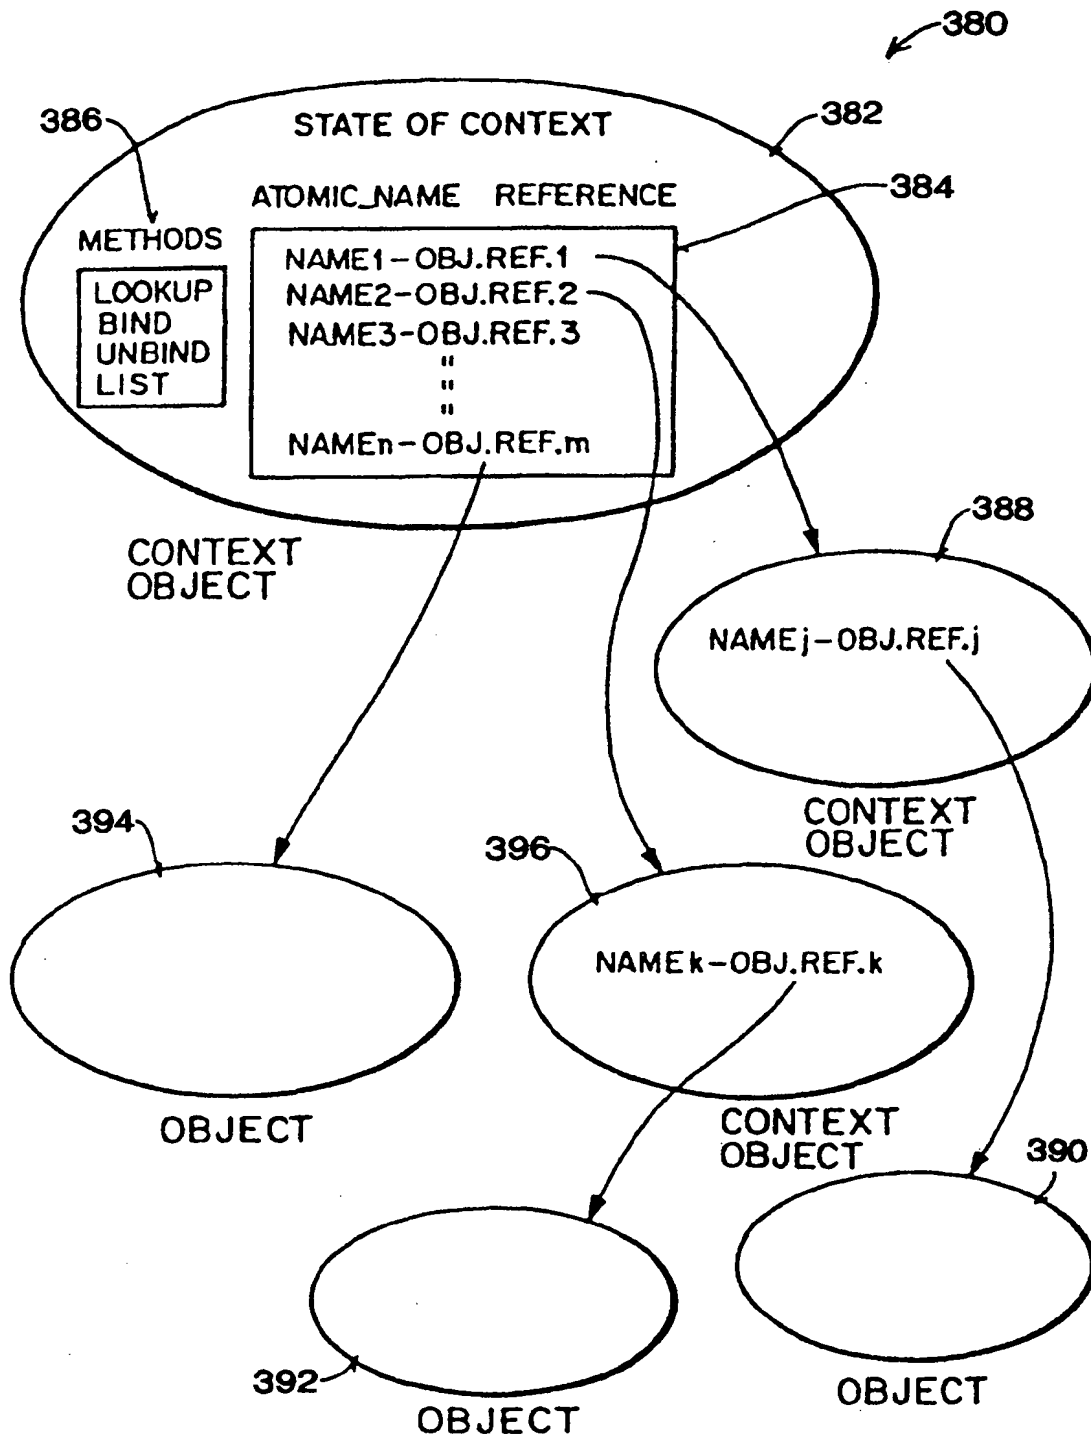 380
386
STATE OF CONTEXT
382
ATOMIC_NAME REFERENCE
384
METHODS
LOOKUP
BIND
UNBIND
LIST
NAME1-OBJ.REF.1
NAME2-OBJ.REF.2
NAME3-OBJ.REF.3
"
"
"
NAMEn-OBJ.REF.m
CONTEXT
OBJECT
388
NAMEj-OBJ.REF.j
CONTEXT
OBJECT
394
OBJECT
396
NAMEk-OBJ.REF.k
CONTEXT
OBJECT
390
OBJECT
392
OBJECT